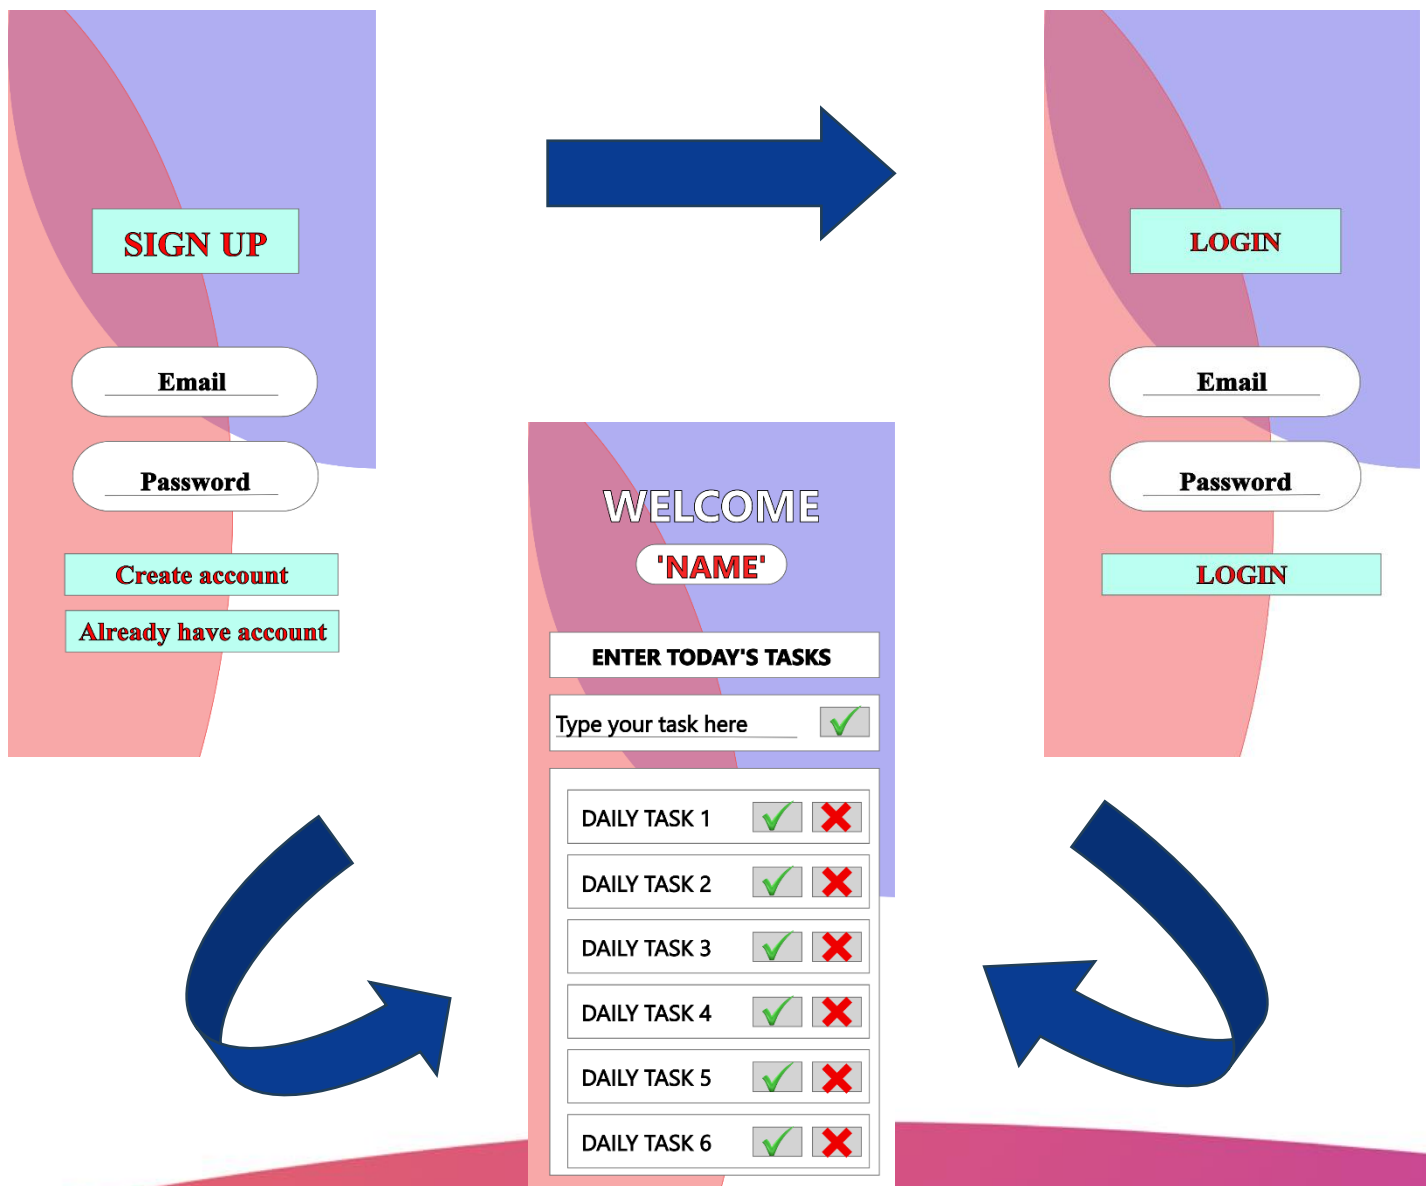 SIGN UP
Email
Password
Create account
Already have account
LOGIN
Email
Password
LOGIN
WELCOME
'NAME'
ENTER TODAY'S TASKS
Type your task here
DAILY TASK 1
DAILY TASK 2
DAILY TASK 3
DAILY TASK 4
DAILY TASK 5
DAILY TASK 6